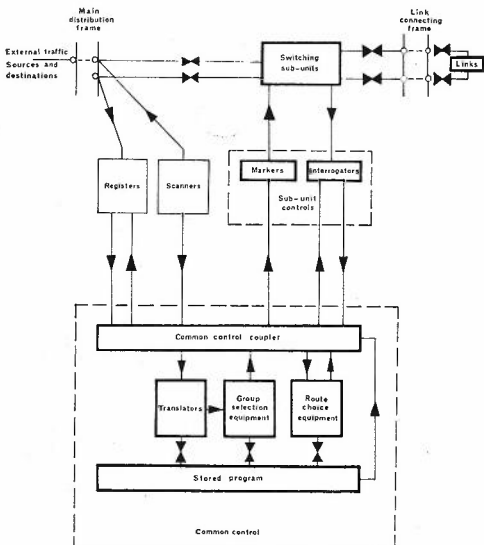 Main
distribution
frame
Link
connecting
frame
External traffic
Sources and
destinations
Switching
sub-units
Links
Registers
Scanners
Markers
Interrogators
Sub-unit
controls
Common control coupler
Translators
Group
selection
equipment
Route
choice
equipment
Stored program
Common control